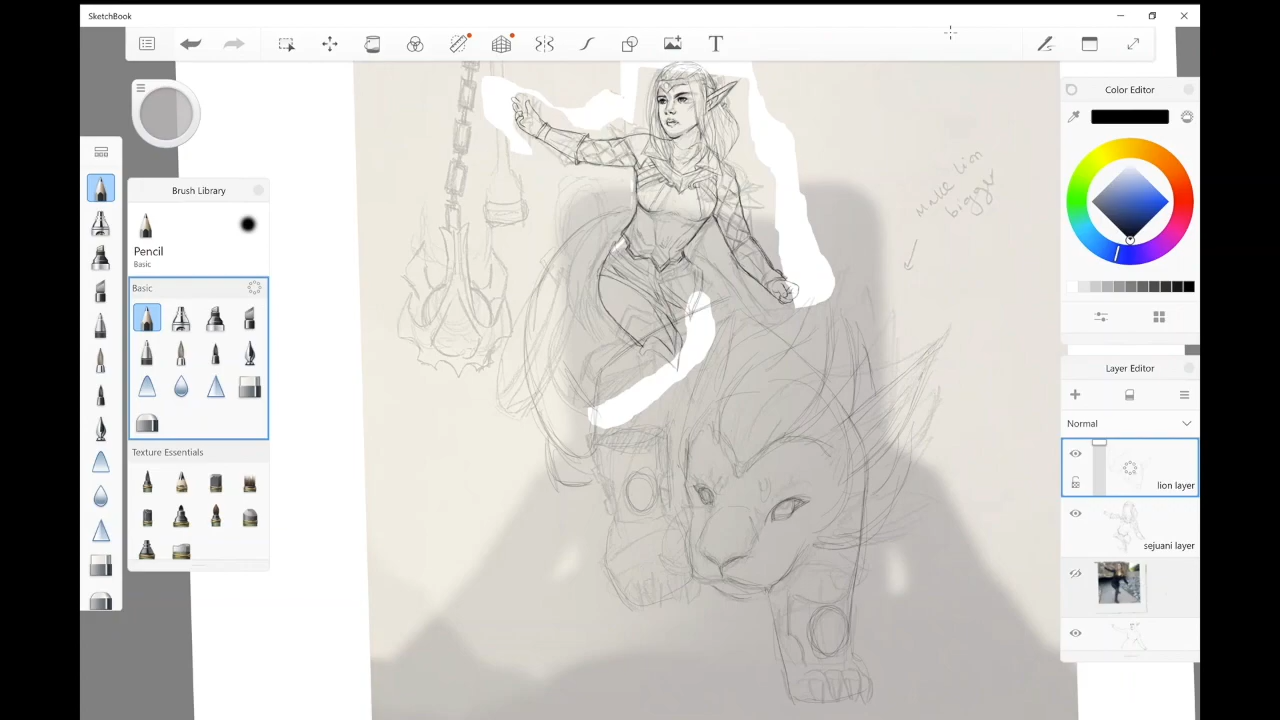 SketchBook
T
Color Editor
Brush Library
Pencil
Basic
Basic
Texture Essentials
make lion
bigger
Layer Editor
Normal
lion layer
sejuani layer